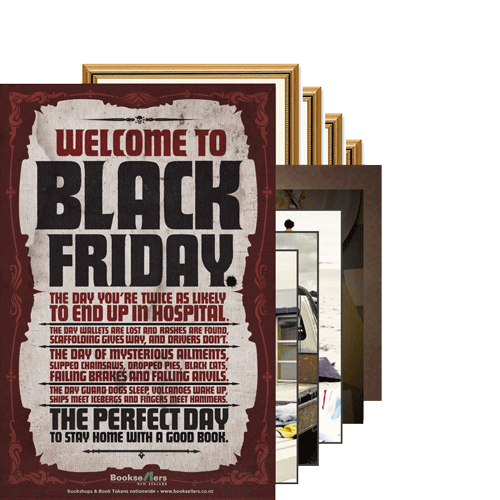 WELCOME TO
BLACK
FRIDAY.
THE DAY YOU'RE TWICE AS LIKELY
TO END UP IN HOSPITAL.
THE DAY WALLETS ARE LOST AND RASHES ARE FOUND,
SCAFFOLDING GIVES WAY, AND DRIVERS DON'T.
THE DAY OF MYSTERIOUS AILMENTS,
SLIPPED CHAINSAWS, DROPPED PIES, BLACK CATS,
FAILING BRAKES AND FALLING ANVILS.
THE DAY GUARD DOGS SLEEP, VOLCANOES WAKE UP,
SHIPS MEET ICEBERGS AND FINGERS MEET HAMMERS.
THE PERFECT DAY
TO STAY HOME WITH A GOOD BOOK.
Booksellers
NEW ZEALAND
Bookshops & Book Tokens nationwide • www.booksellers.co.nz